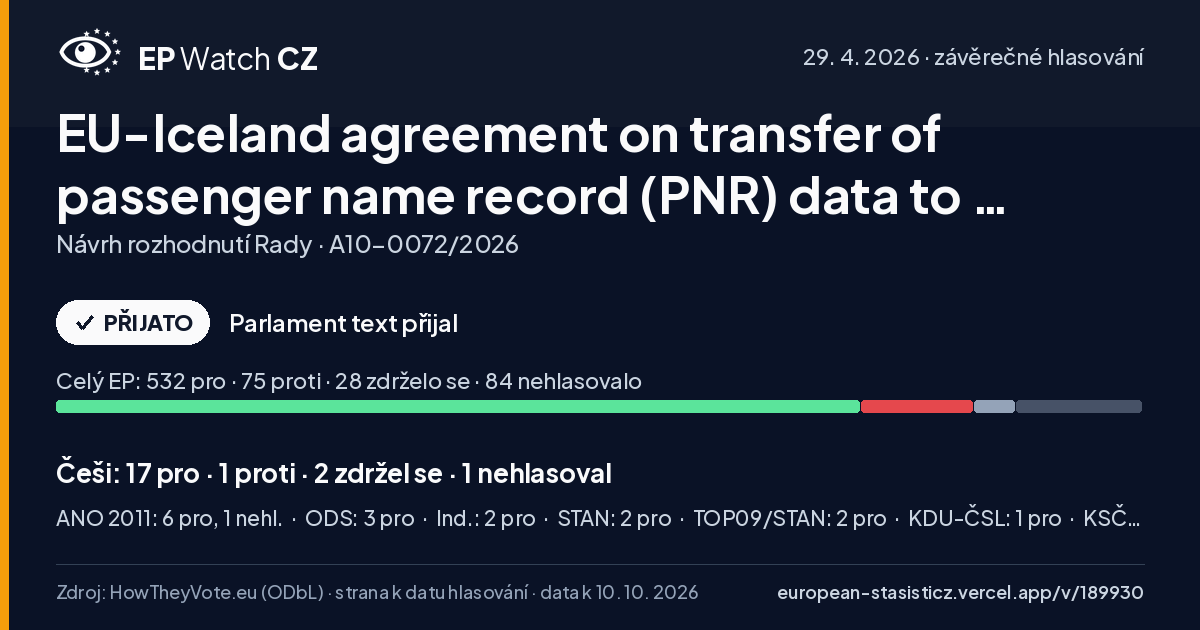 EP Watch CZ
29. 4. 2026 · závěrečné hlasování
EU-Iceland agreement on transfer of
passenger name record (PNR) data to …
Návrh rozhodnutí Rady · A10-0072/2026
✓ PŘIJATO
Parlament text přijal
Celý EP: 532 pro · 75 proti · 28 zdrželo se · 84 nehlasovalo
Češi: 17 pro · 1 proti · 2 zdržel se · 1 nehlasoval
ANO 2011: 6 pro, 1 nehl. · ODS: 3 pro · Ind.: 2 pro · STAN: 2 pro · TOP09/STAN: 2 pro · KDU-ČSL: 1 pro · KSČ…
Zdroj: HowTheyVote.eu (ODbL) · strana k datu hlasování · data k 10. 10. 2026
european-stasisticz.vercel.app/v/189930